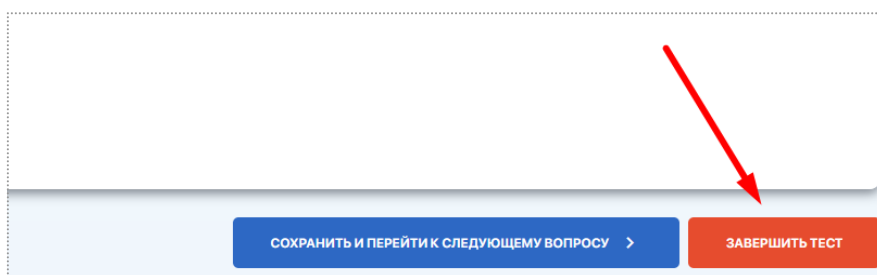 СОХРАНИТЬ И ПЕРЕЙТИ К СЛЕДУЮЩЕМУ ВОПРОСУ
ЗАВЕРШИТЬ ТЕСТ